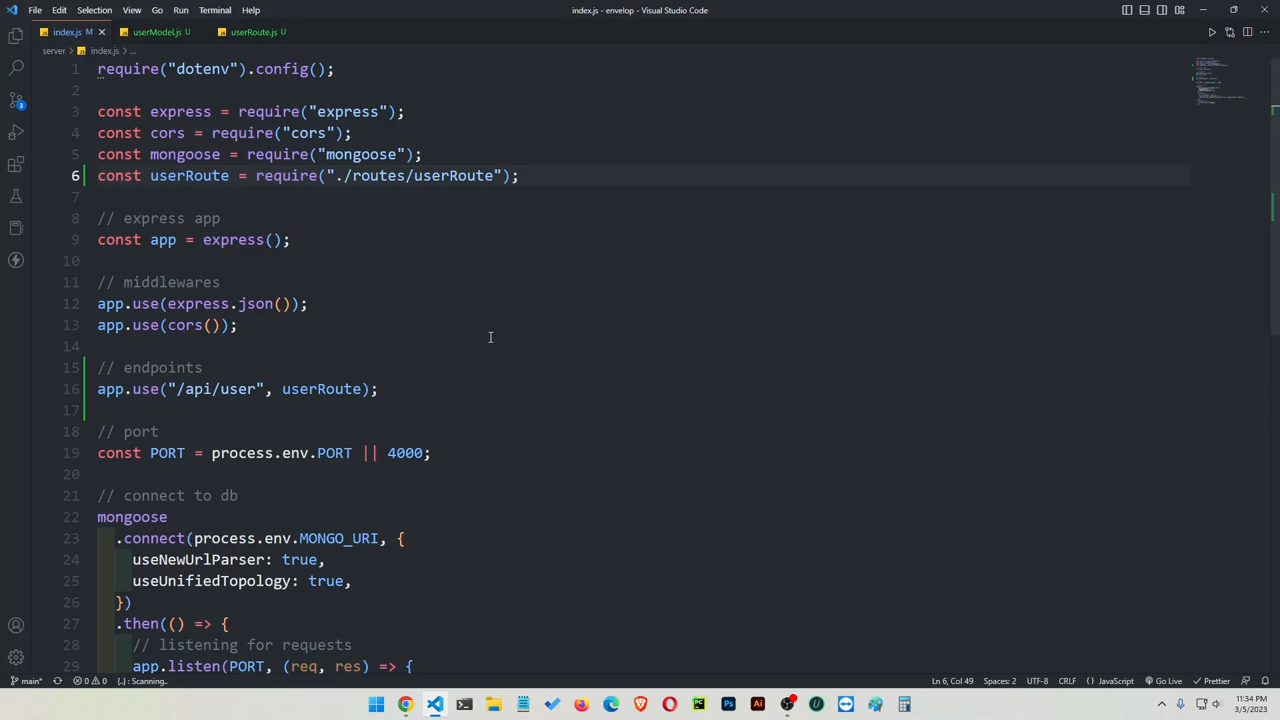 File Edit Selection View Go Run Terminal Help
index.js - envelop - Visual Studio Code
index.js M
userModel.js U
userRoute.js U
server > index.js > ...
1 require("dotenv").config();
2
3 const express = require("express");
4 const cors = require("cors");
5 const mongoose = require("mongoose");
6 const userRoute = require("./routes/userRoute");
7
8 // express app
9 const app = express();
10
11 // middlewares
12 app.use(express.json());
13 app.use(cors());
14
15 // endpoints
16 app.use("/api/user", userRoute);
17
18 // port
19 const PORT = process.env.PORT || 4000;
20
21 // connect to db
22 mongoose
23 .connect(process.env.MONGO_URI, {
24 useNewUrlParser: true,
25 useUnifiedTopology: true,
26 })
27 .then(() => {
28 // listening for requests
29 app.listen(PORT, (req, res) => {
3
main*
0 0
{..} Scanning..
Ln 6, Col 49
Spaces: 2
UTF-8
CRLF
{} JavaScript
Go Live
Prettier
11:34 PM
3/5/2023